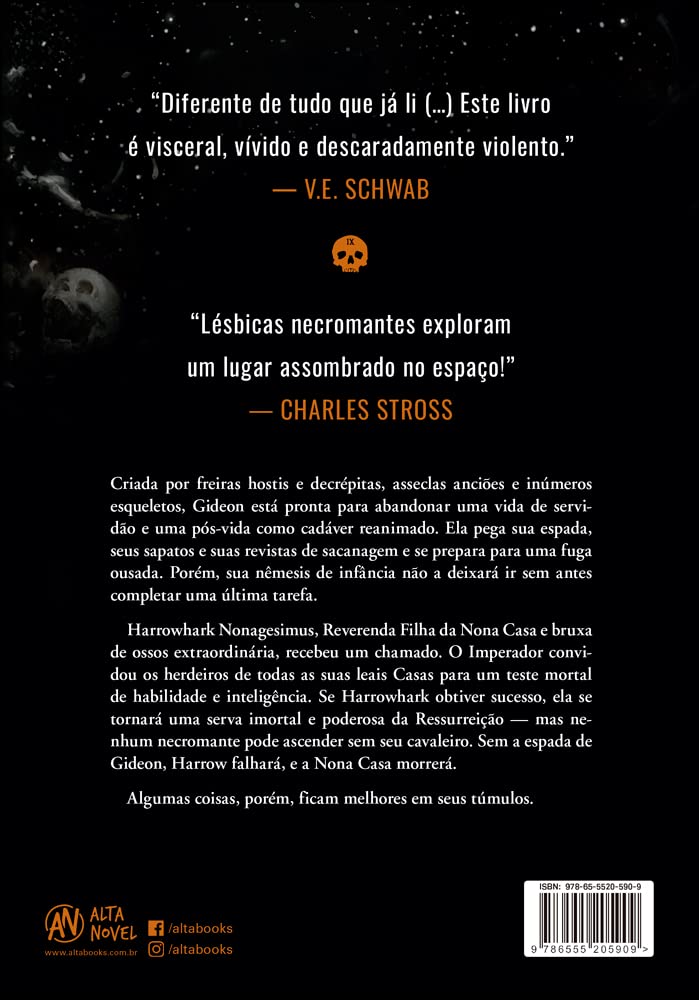 “Diferente de tudo que já li (...) Este livro
é visceral, vívido e descaradamente violento.”
— V.E. SCHWAB
IX
“Lésbicas necromantes exploram
um lugar assombrado no espaço!”
— CHARLES STROSS
Criada por freiras hostis e decrépitas, asseclas anciões e inúmeros
esqueletos, Gideon está pronta para abandonar uma vida de servi-
dão e uma pós-vida como cadáver reanimado. Ela pega sua espada,
seus sapatos e suas revistas de sacanagem e se prepara para uma fuga
ousada. Porém, sua nêmesis de infância não a deixará ir sem antes
completar uma última tarefa.
Harrowhark Nonagesimus, Reverenda Filha da Nona Casa e bruxa
de ossos extraordinária, recebeu um chamado. O Imperador convi-
dou os herdeiros de todas as suas leais Casas para um teste mortal
de habilidade e inteligência. Se Harrowhark obtiver sucesso, ela se
tornará uma serva imortal e poderosa da Ressurreição — mas ne-
nhum necromante pode ascender sem seu cavaleiro. Sem a espada de
Gideon, Harrow falhará, e a Nona Casa morrerá.
Algumas coisas, porém, ficam melhores em seus túmulos.
AN ALTA NOVEL
www.altabooks.com.br
/altabooks
/altabooks
ISBN: 978-65-5520-590-9
9 786555 205909 >